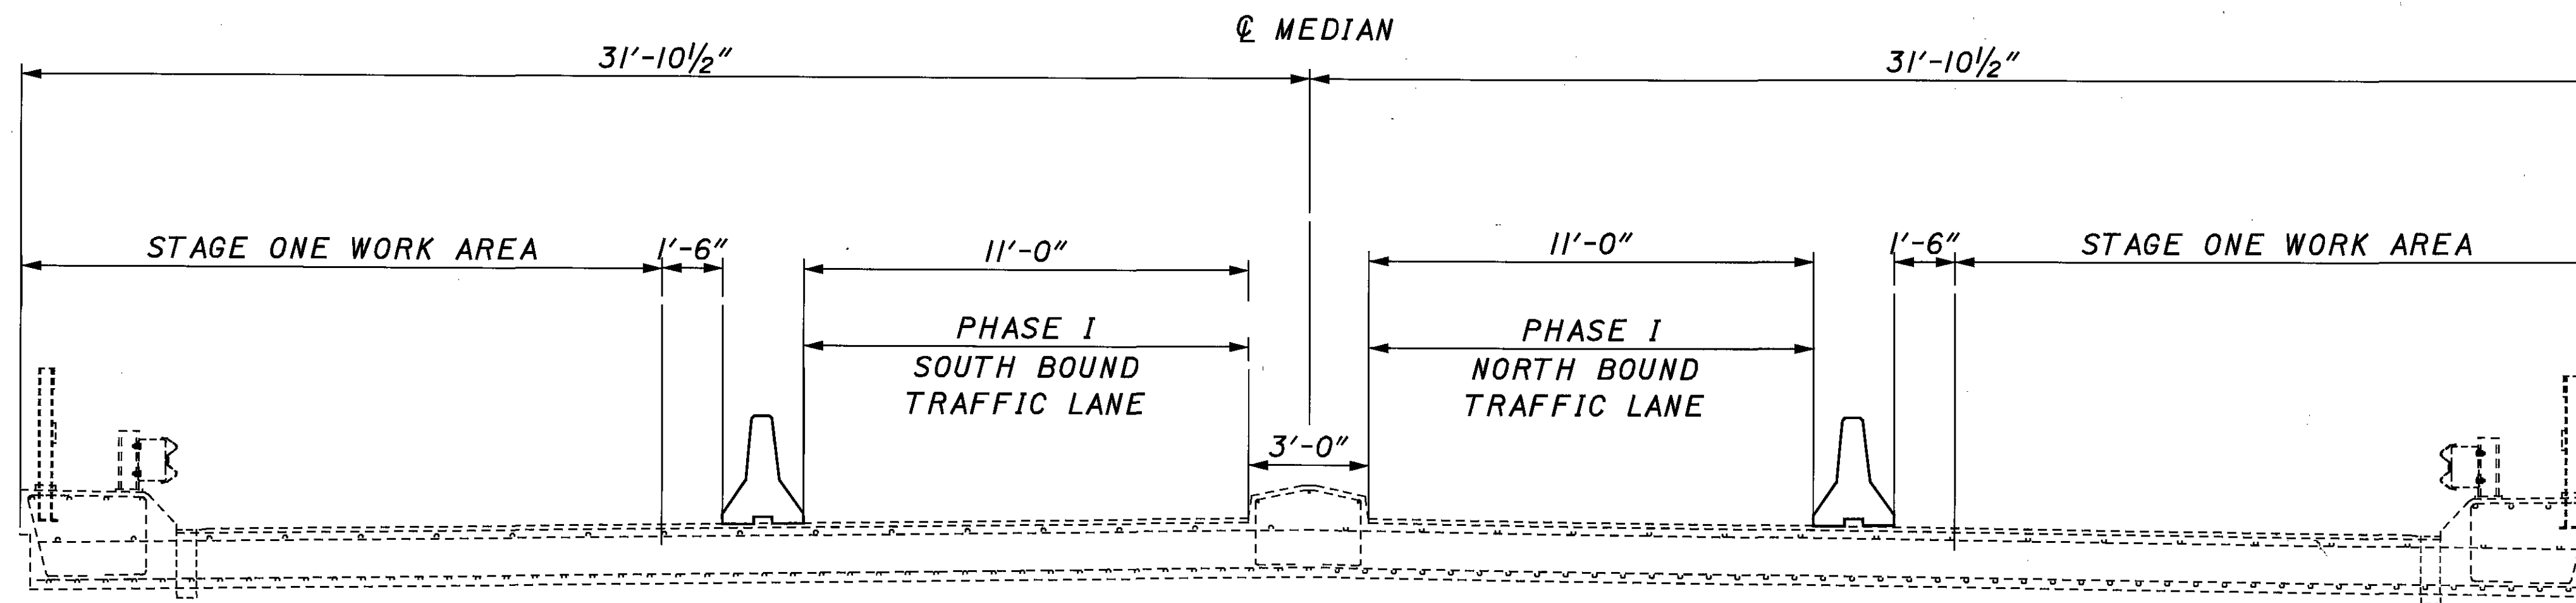 ℄ MEDIAN
31'-10½"
31'-10½"
STAGE ONE WORK AREA
1'-6"
11'-0"
11'-0"
1'-6"
STAGE ONE WORK AREA
PHASE I
SOUTH BOUND
TRAFFIC LANE
PHASE I
NORTH BOUND
TRAFFIC LANE
3'-0"